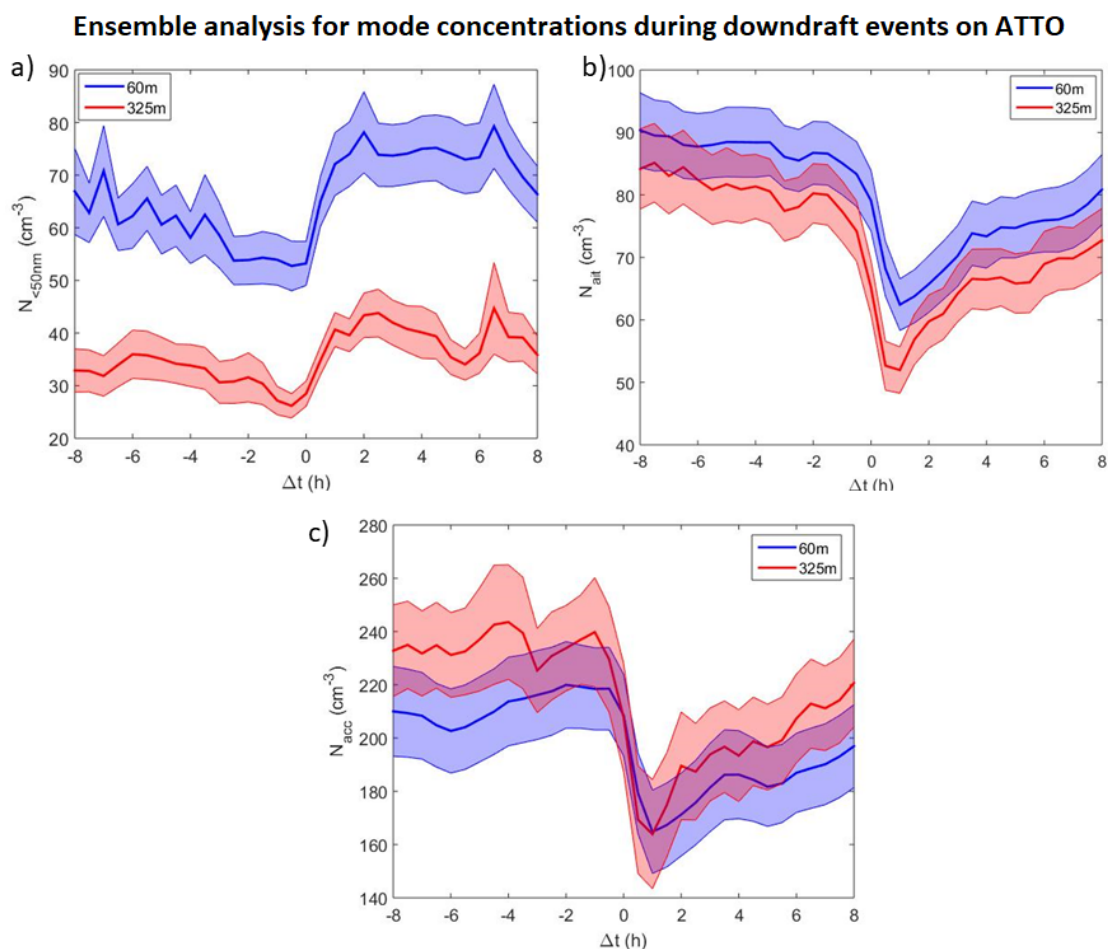 Ensemble analysis for mode concentrations during downdraft events on ATTO
a)
90
80
70
60
50
40
30
20
N<50nm (cm-3)
60m
325m
-8 -6 -4 -2 0 2 4 6 8
Δt (h)
b)
100
90
80
70
60
50
40
Nait (cm-3)
60m
325m
-8 -6 -4 -2 0 2 4 6 8
Δt (h)
c)
280
260
240
220
200
180
160
140
Nacc (cm-3)
60m
325m
-8 -6 -4 -2 0 2 4 6 8
Δt (h)